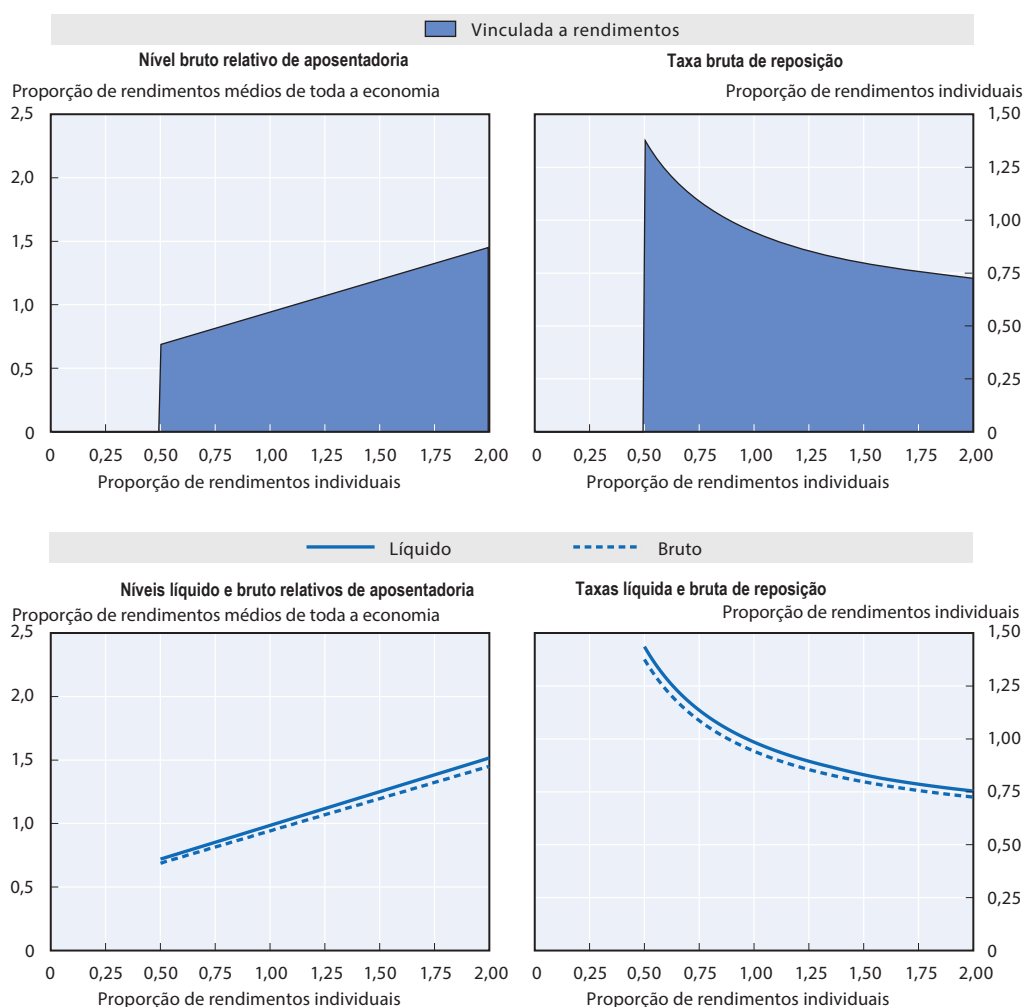 Vinculada a rendimentos
Nível bruto relativo de aposentadoria
Proporção de rendimentos médios de toda a economia
2,5
2,0
1,5
1,0
0,5
0
0 0,25 0,50 0,75 1,00 1,25 1,50 1,75 2,00
Proporção de rendimentos individuais
Taxa bruta de reposição
Proporção de rendimentos individuais
1,50
1,25
1,00
0,75
0,50
0,25
0
0 0,25 0,50 0,75 1,00 1,25 1,50 1,75 2,00
Proporção de rendimentos individuais
Líquido Bruto
Níveis líquido e bruto relativos de aposentadoria
Proporção de rendimentos médios de toda a economia
2,5
2,0
1,5
1,0
0,5
0
0 0,25 0,50 0,75 1,00 1,25 1,50 1,75 2,00
Proporção de rendimentos individuais
Taxas líquida e bruta de reposição
Proporção de rendimentos individuais
1,50
1,25
1,00
0,75
0,50
0,25
0
0 0,25 0,50 0,75 1,00 1,25 1,50 1,75 2,00
Proporção de rendimentos individuais